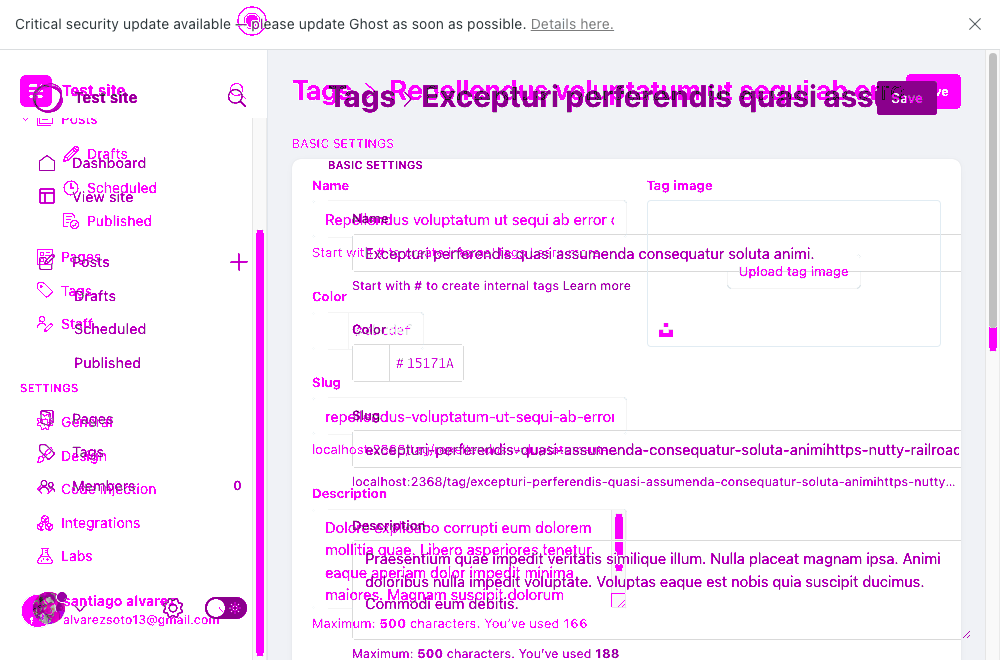 Critical security update available — please update Ghost as soon as possible. Details here.
Test site
Test site
Posts
Drafts
Dashboard
Scheduled
View site
Published
Pages
Posts
Tags
Drafts
Staff
Scheduled
Published
SETTINGS
Pages
General
Tags
Design
Members 0
Code injection
Integrations
Labs
santiago alvarez
alvarezsoto13@gmail.com
Tags Repellendus voluptatum ut sequi ab
Tags Excepturi perferendis quasi ass
Save
BASIC SETTINGS
BASIC SETTINGS
Name
Tag image
Repellendus voluptatum ut sequi ab error
Name
Start with # to create internal tags Learn more
Excepturi perferendis quasi assumenda consequatur soluta animi.
Upload tag image
Start with # to create internal tags Learn more
Color
Color
# 15171A
Slug
repellendus-voluptatum-ut-sequi-ab-error
Slug
excepturi-perferendis-quasi-assumenda-consequatur-soluta-animihttps-nutty-railroad
localhost:2368/tag/excepturi-perferendis-quasi-assumenda-consequatur-soluta-animihttps-nutty...
Description
Dolore explicabo corrupti eum dolorem
Description
mollitia quae. Libero asperiores tenetur
Praesentium quae impedit veritatis similique illum. Nulla placeat magnam ipsa. Animi
eaque aperiam dolor impedit minima
doloribus nulla impedit voluptate. Voluptas eaque est nobis quia suscipit ducimus.
maiores. Magnam suscipit dolorum
Commodi eum debitis.
Maximum: 500 characters. You've used 166
Maximum: 500 characters. You've used 188